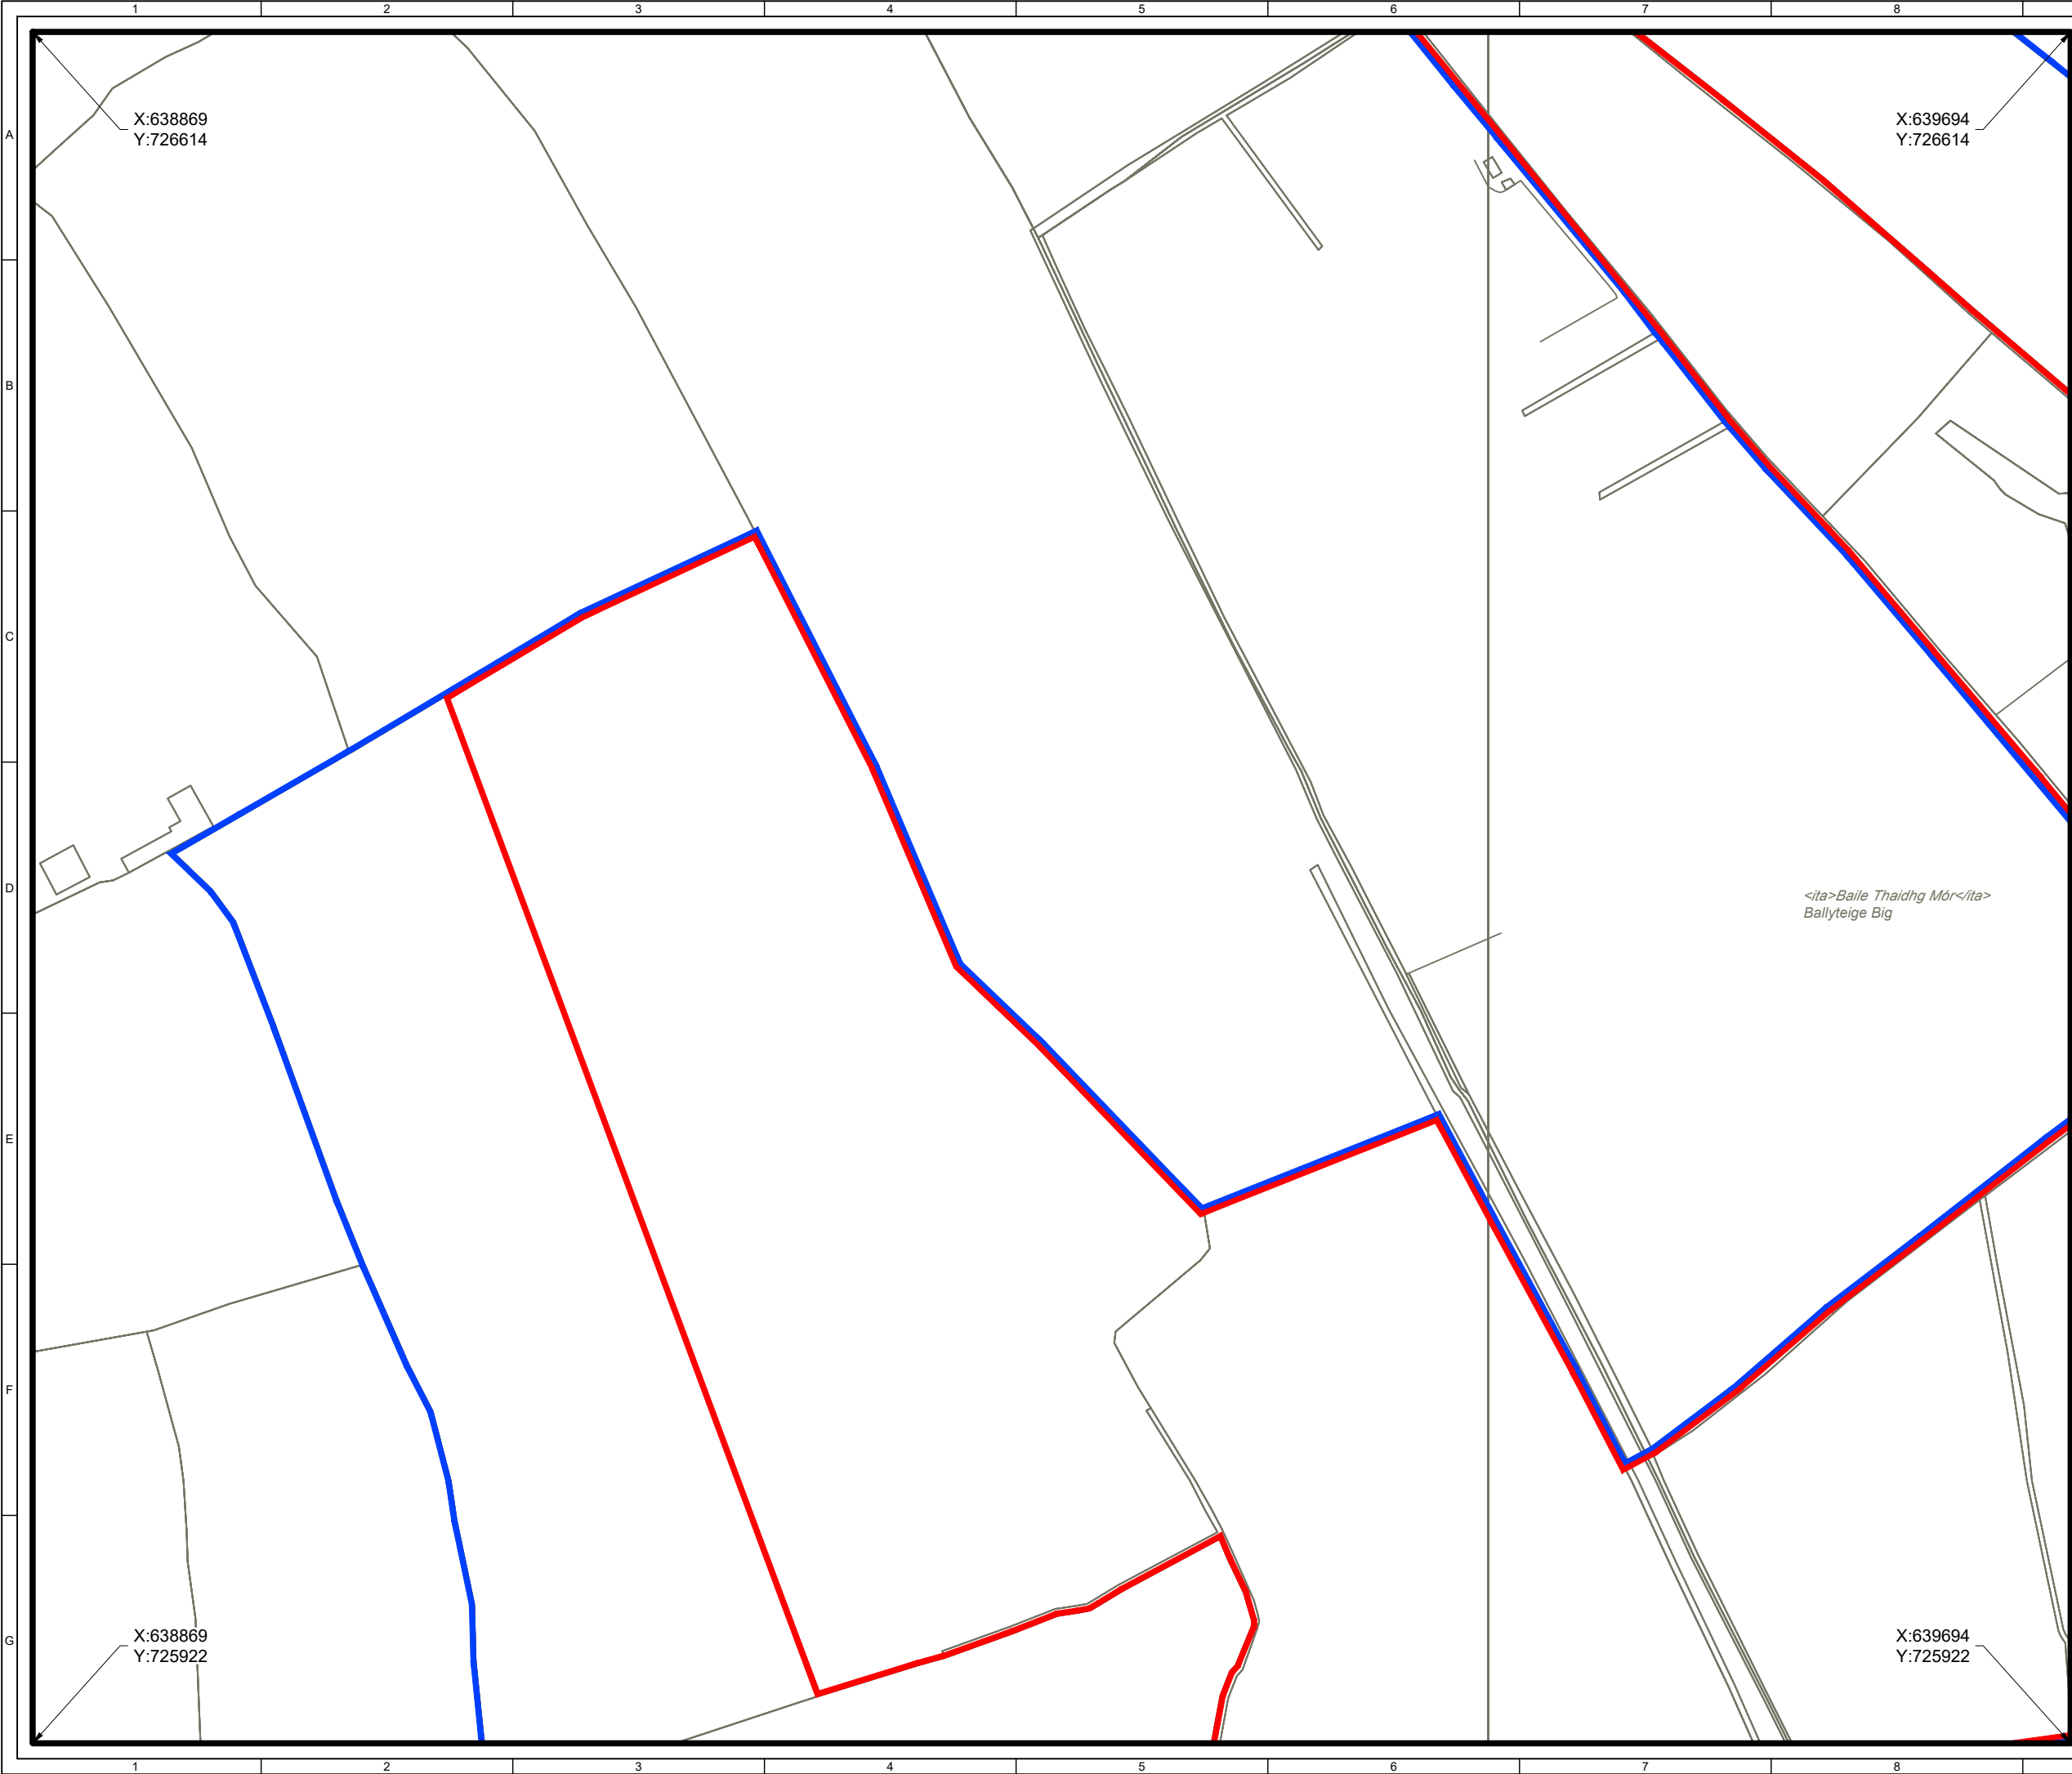 1 2 3 4 5 6 7 8
A
X:638869
Y:726614
X:639694
Y:726614
B
C
D
<ita>Baile Thaidhg Mór</ita>
Ballyteige Big
E
F
G
X:638869
Y:725922
X:639694
Y:725922
1 2 3 4 5 6 7 8